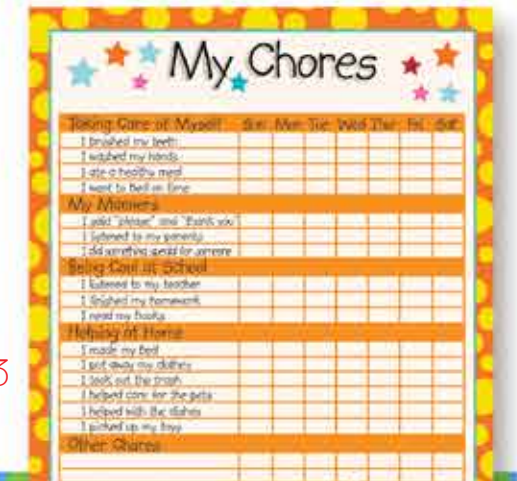 My Chores
Taking Care of Myself Sun Mon Tue Wed Thur Fri Sat
I brushed my teeth
I washed my hands
I ate a healthy meal
I went to bed on time
My Manners
I said "please" and "thank you"
I listened to my parents
I did something special for someone
Being Cool at School
I listened to my teacher
I finished my homework
I read my books
Helping at Home
I made my bed
I put away my clothes
I took out the trash
I helped care for the pets
I helped with the dishes
I picked up my toys
Other Chores
3